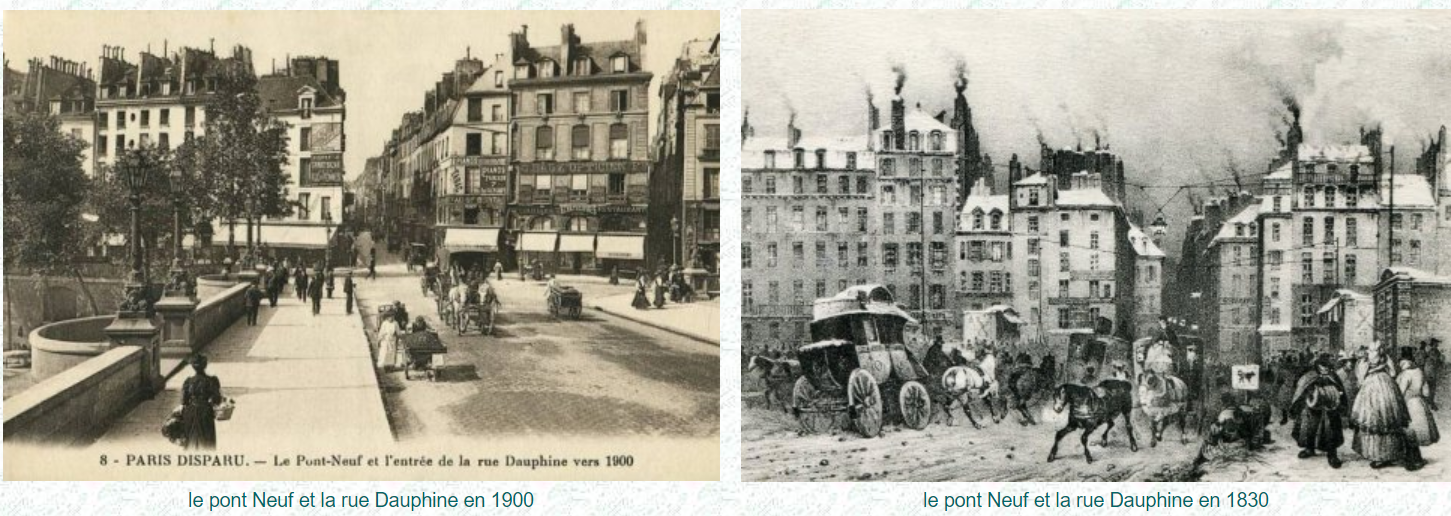 8 - PARIS DISPARU. — Le Pont-Neuf et l'entrée de la rue Dauphine vers 1900
le pont Neuf et la rue Dauphine en 1900
le pont Neuf et la rue Dauphine en 1830